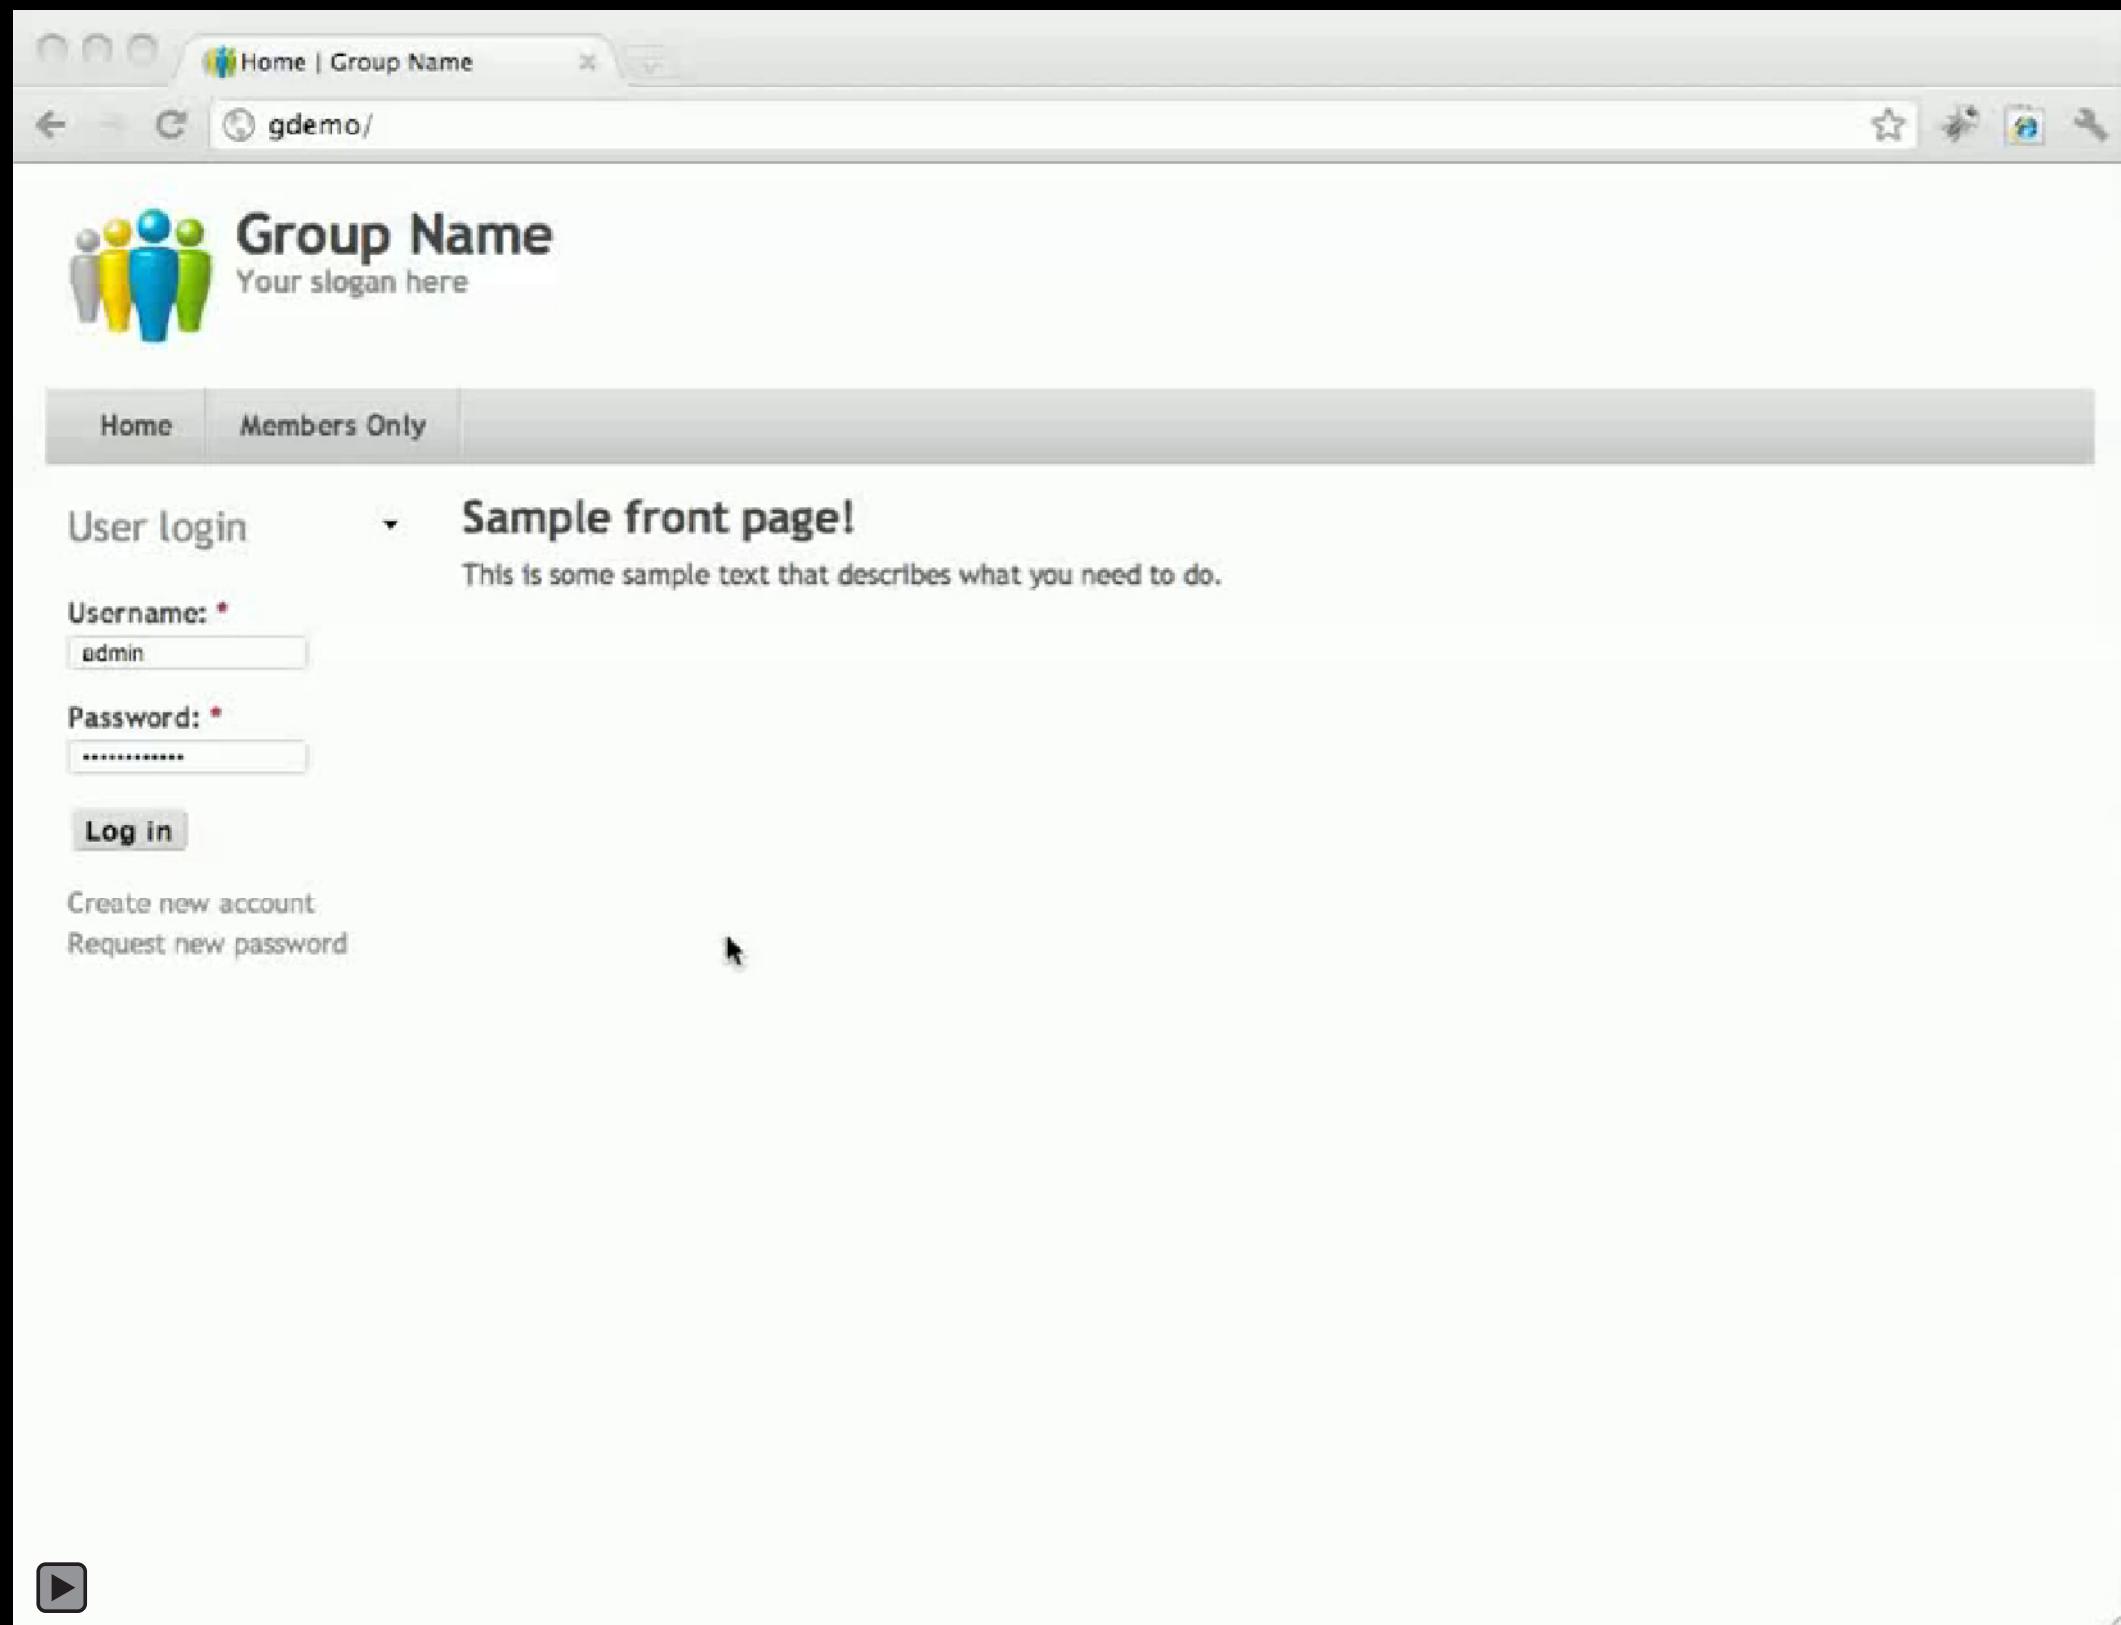 Home | Group Name
gdemo/
Group Name
Your slogan here
Home
Members Only
User login
Sample front page!
This is some sample text that describes what you need to do.
Username: *
admin
Password: *
••••••••••••
Log in
Create new account
Request new password